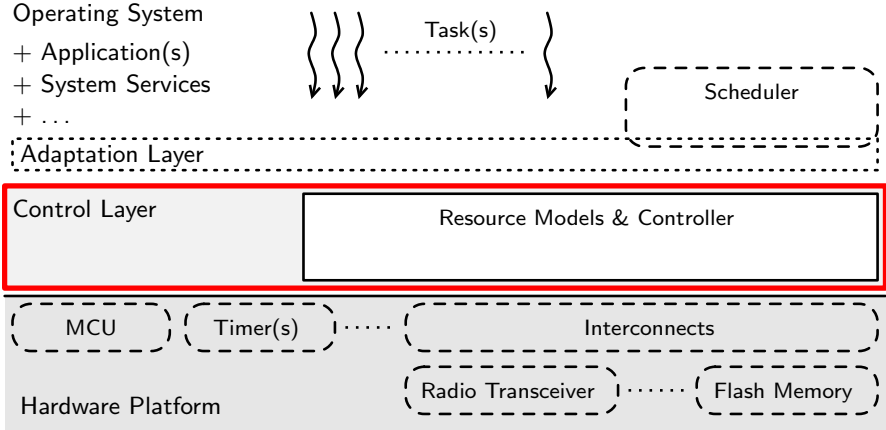 Operating System
+ Application(s)
+ System Services
+ ...
Task(s)
Scheduler
Adaptation Layer
Control Layer
Resource Models & Controller
MCU
Timer(s)
Interconnects
Radio Transceiver
Flash Memory
Hardware Platform